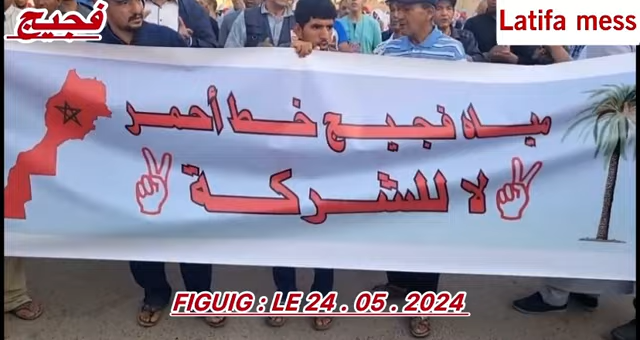 فجيج
Latifa mess
مياه فجيج خط أحمر
لا للشركة
FIGUIG : LE 24 . 05 . 2024